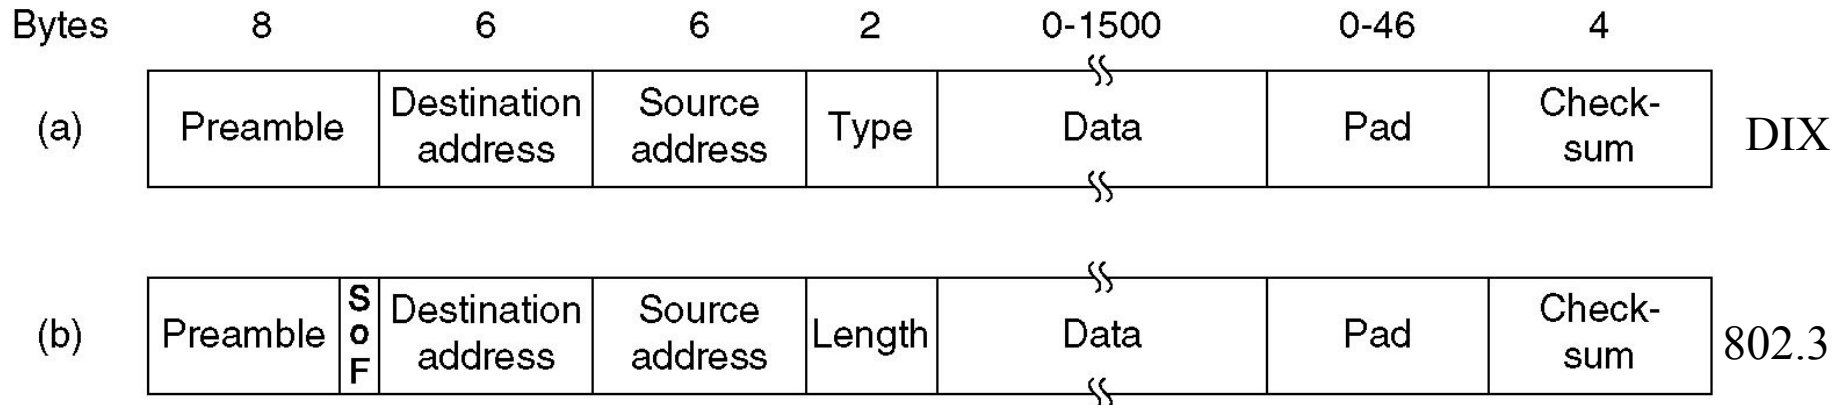 Bytes 8 6 6 2 0-1500 0-46 4
(a) Preamble Destination address Source address Type Data Pad Check-sum DIX
(b) Preamble SoF Destination address Source address Length Data Pad Check-sum 802.3